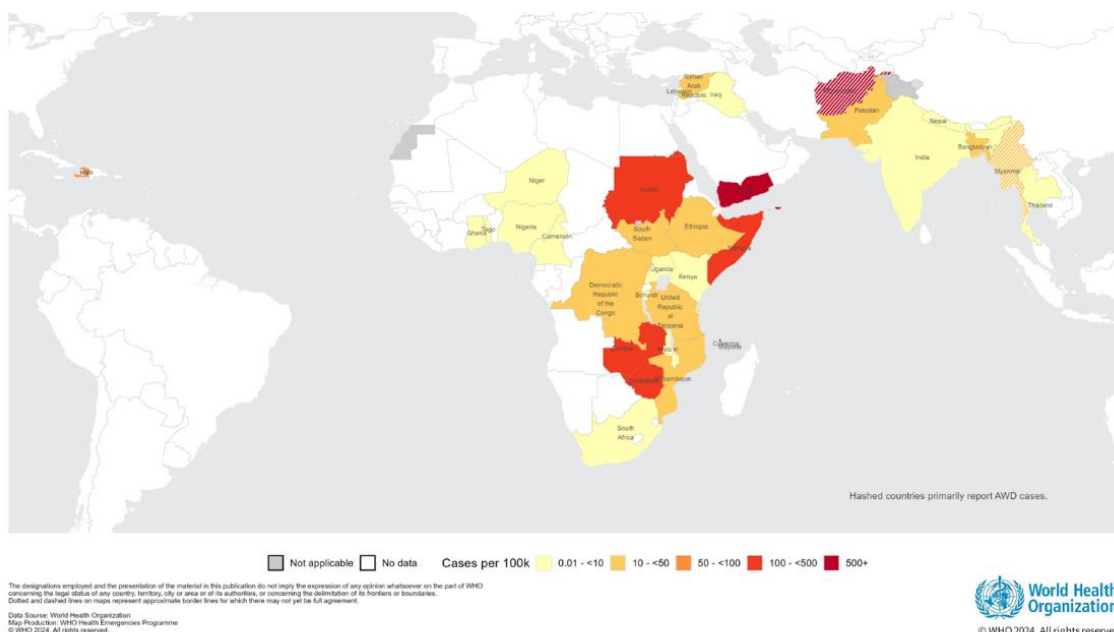 Syrian
Arab
Republic
Lebanon
Iraq
Afghanistan
Pakistan
Nepal
India
Bangladesh
Myanmar
Thailand
Haiti
Niger
Nigeria
Ghana
Togo
Cameroon
Sudan
South
Sudan
Ethiopia
Somalia
Uganda
Kenya
Democratic
Republic
of the
Congo
Burundi
United
Republic
of
Tanzania
Zambia
Malawi
Zimbabwe
Mozambique
Comoros
Mayotte
South
Africa
Hashed countries primarily report AWD cases.
Not applicable No data Cases per 100k 0.01 - <10 10 - <50 50 - <100 100 - <500 500+
The designations employed and the presentation of the material in this publication do not imply the expression of any opinion whatsoever on the part of WHO
concerning the legal status of any country, territory, city or area or of its authorities, or concerning the delimitation of its frontiers or boundaries.
Dotted and dashed lines on maps represent approximate border lines for which there may not yet be full agreement.
Data Source: World Health Organization
Map Production: WHO Health Emergencies Programme
© WHO 2024. All rights reserved.
World Health
Organization
© WHO 2024. All rights reserve